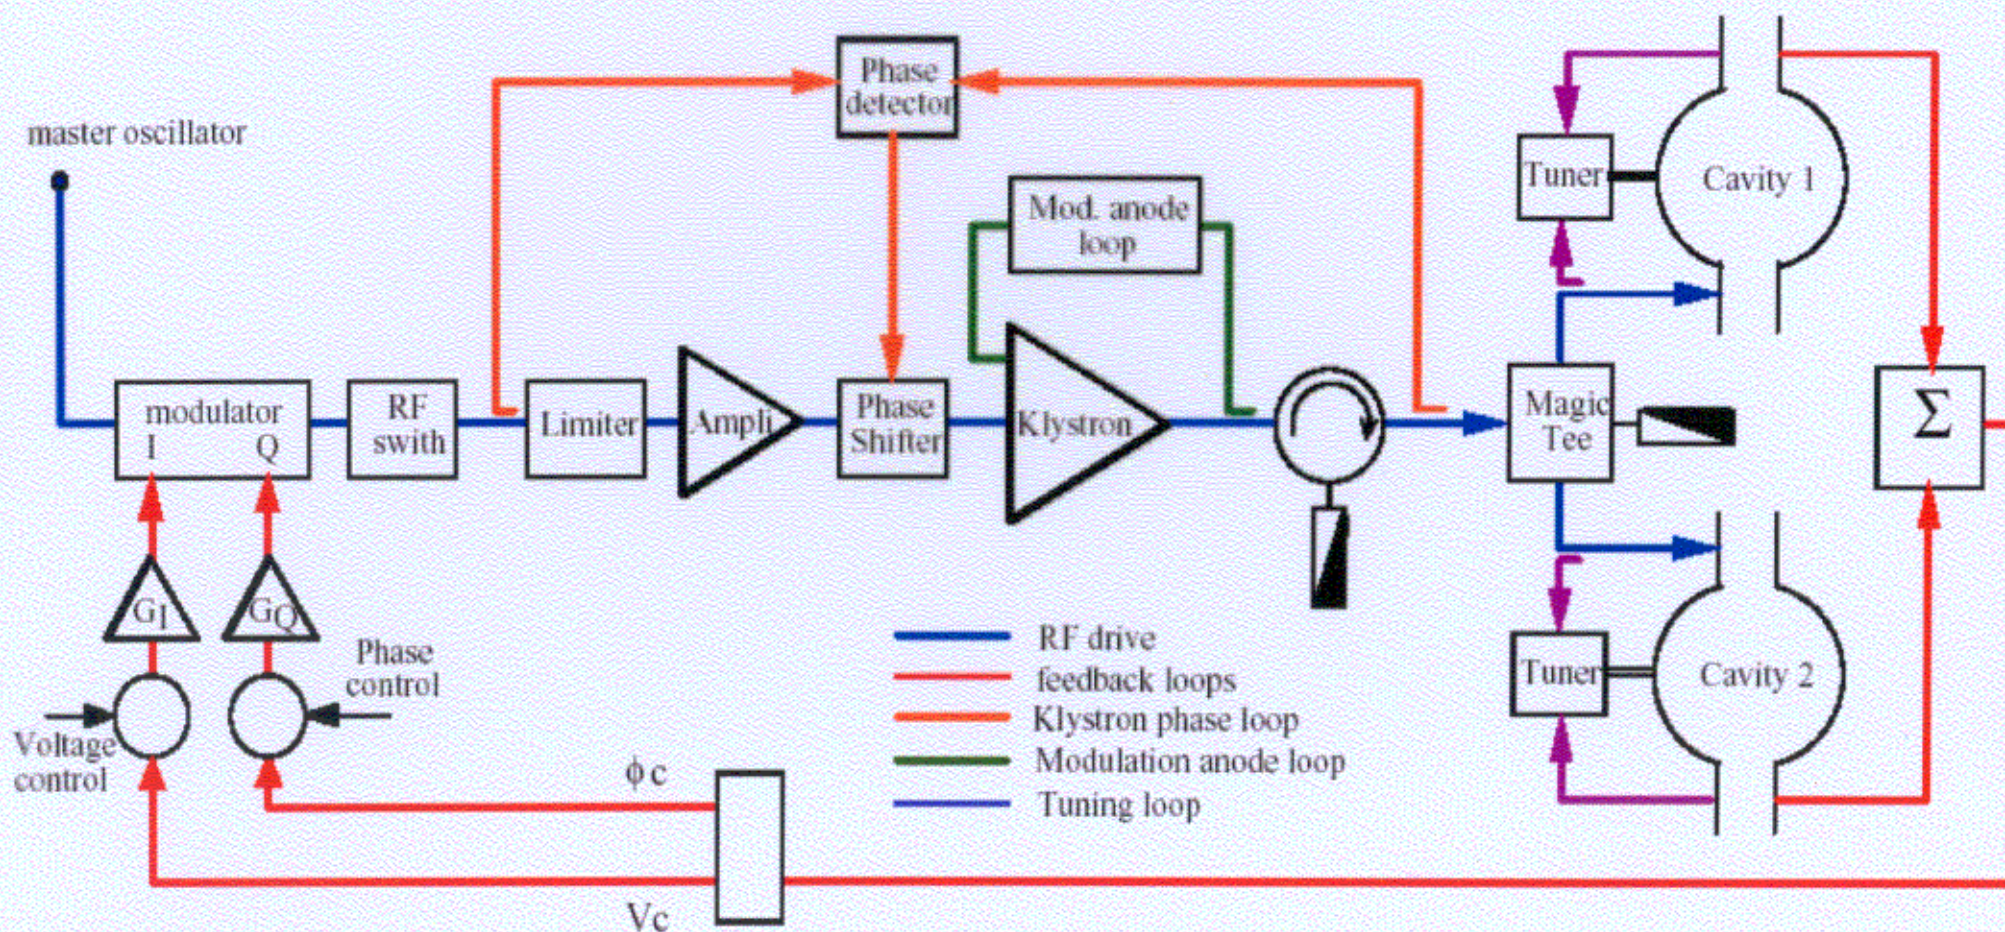 Phase
detector
master oscillator
Mod. anode
loop
Tuner
Cavity 1
modulator
I Q
RF
swith
Limiter
Ampli
Phase
Shifter
Klystron
Magic
Tee
Σ
GI
GQ
Phase
control
Voltage
control
ϕc
Vc
RF drive
feedback loops
Klystron phase loop
Modulation anode loop
Tuning loop
Tuner
Cavity 2